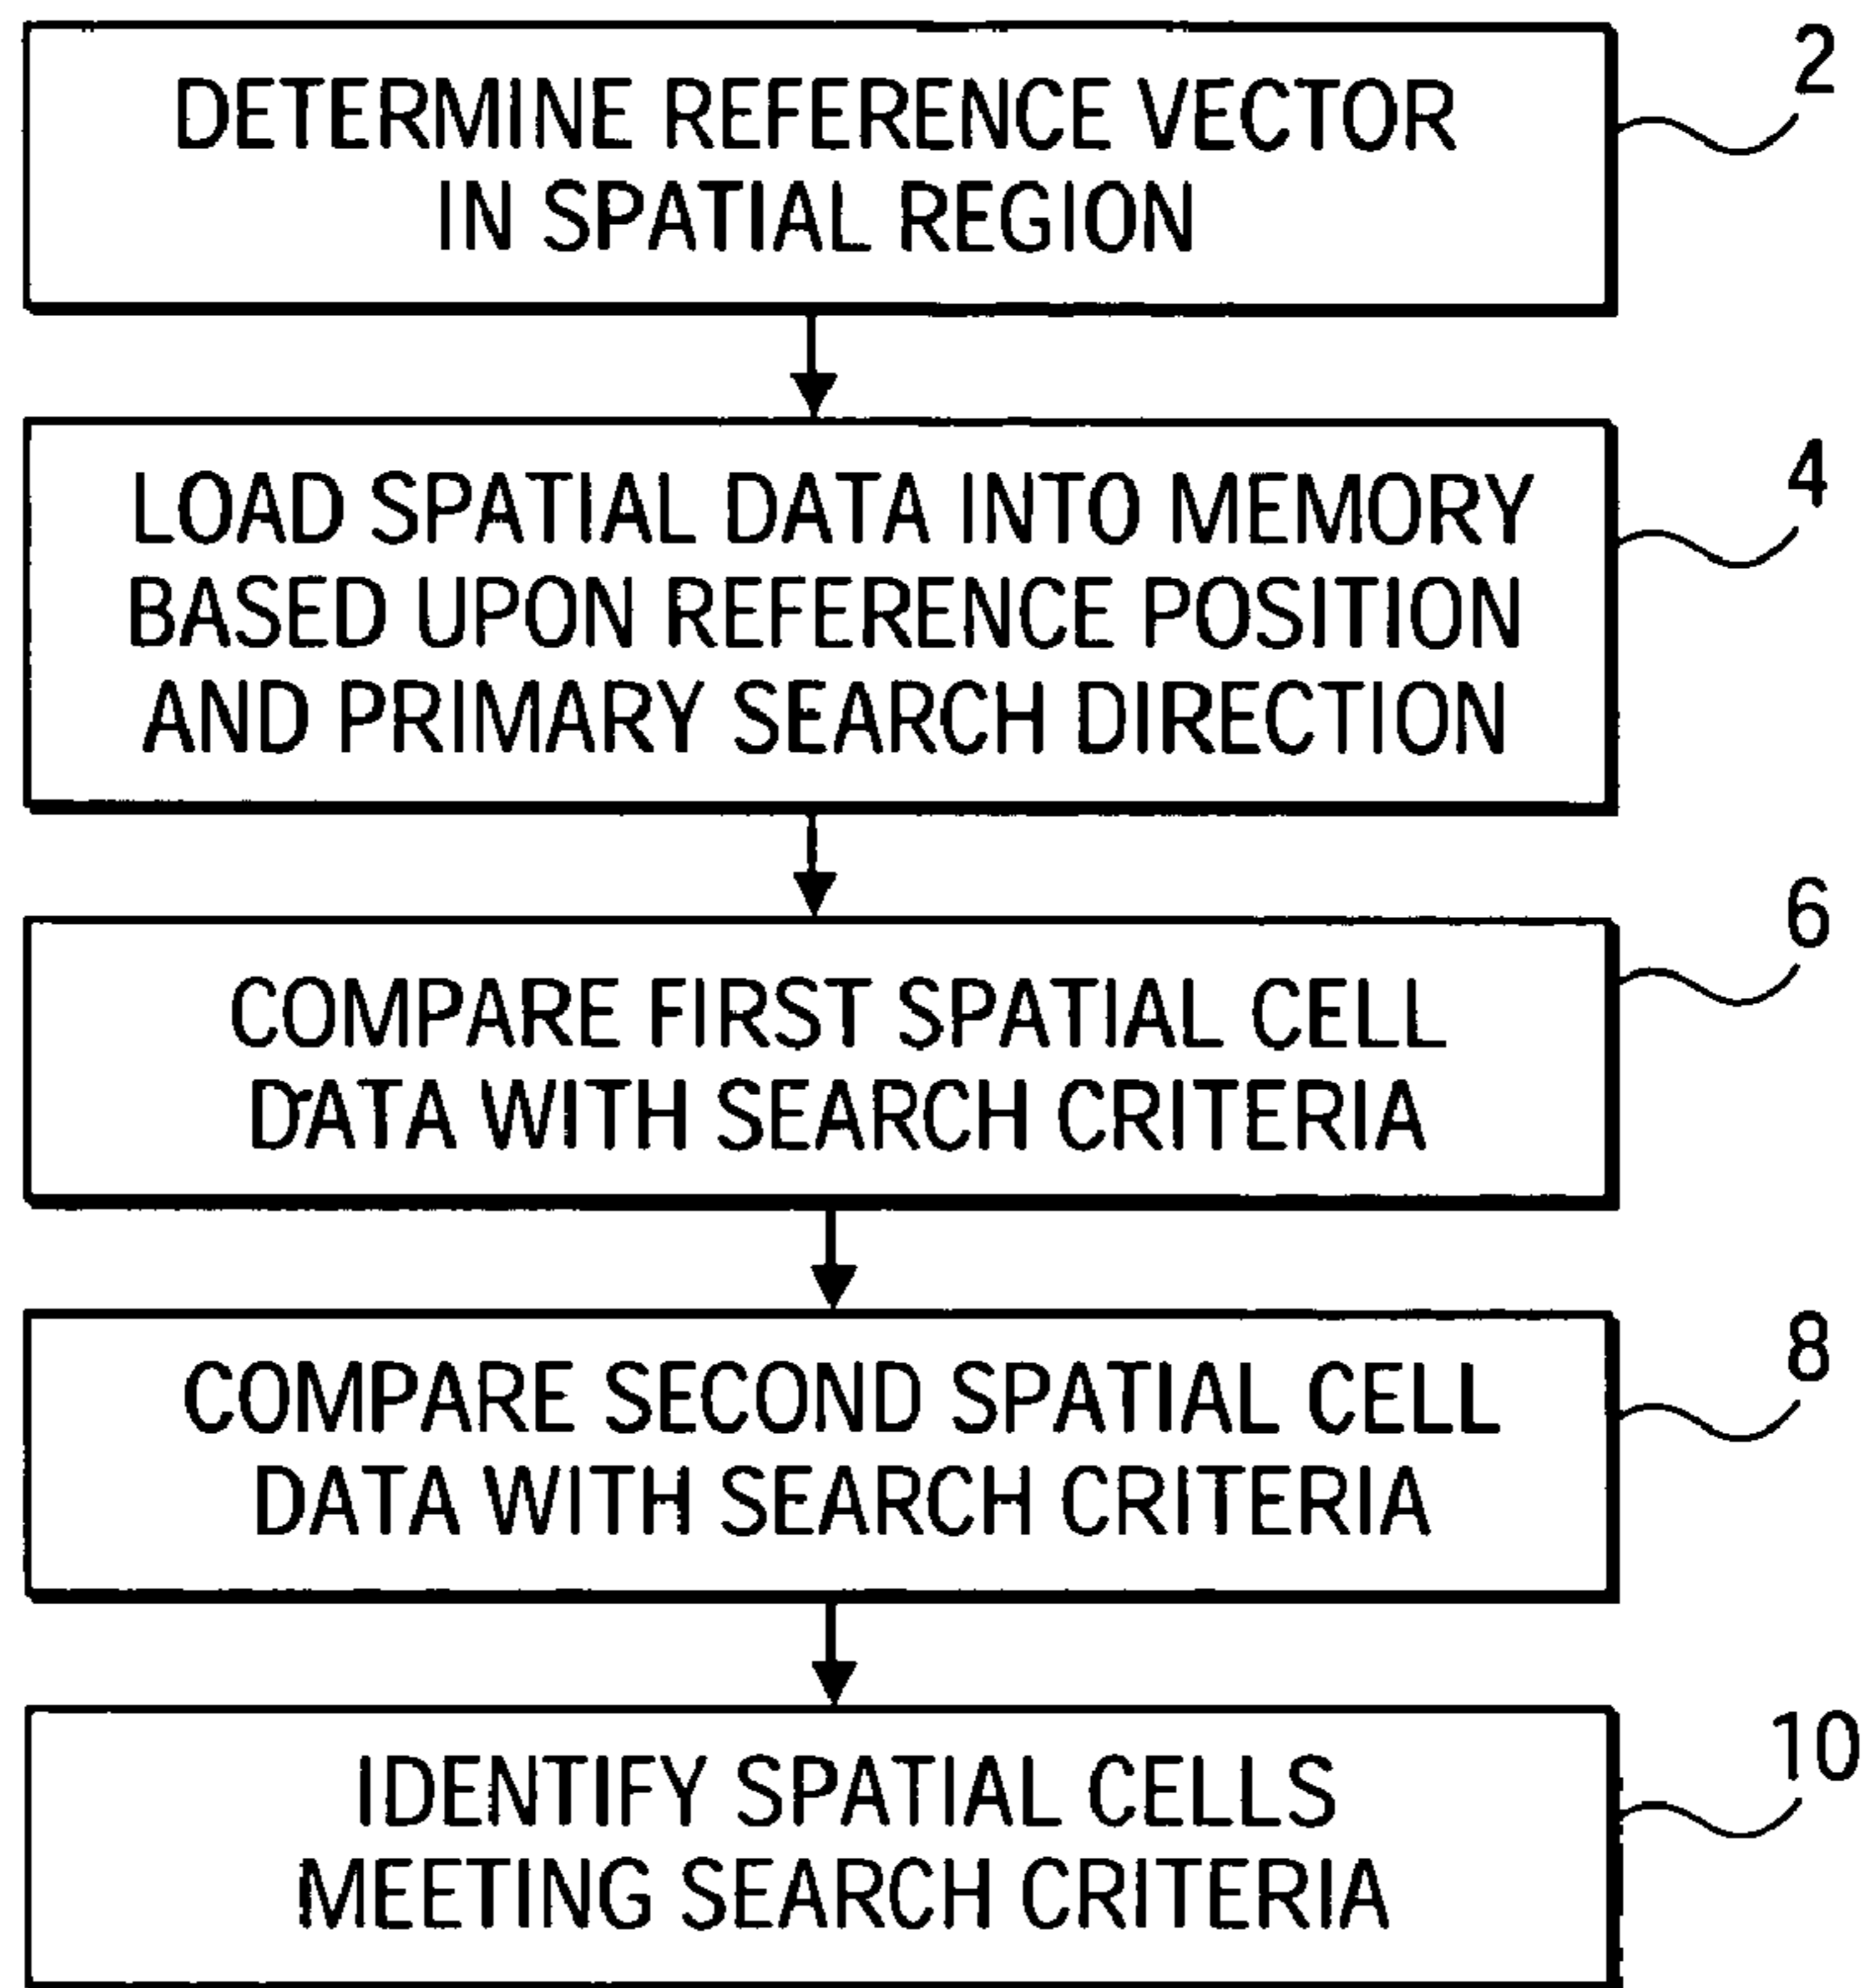 DETERMINE REFERENCE VECTOR
IN SPATIAL REGION
2
LOAD SPATIAL DATA INTO MEMORY
BASED UPON REFERENCE POSITION
AND PRIMARY SEARCH DIRECTION
4
COMPARE FIRST SPATIAL CELL
DATA WITH SEARCH CRITERIA
6
COMPARE SECOND SPATIAL CELL
DATA WITH SEARCH CRITERIA
8
IDENTIFY SPATIAL CELLS
MEETING SEARCH CRITERIA
10